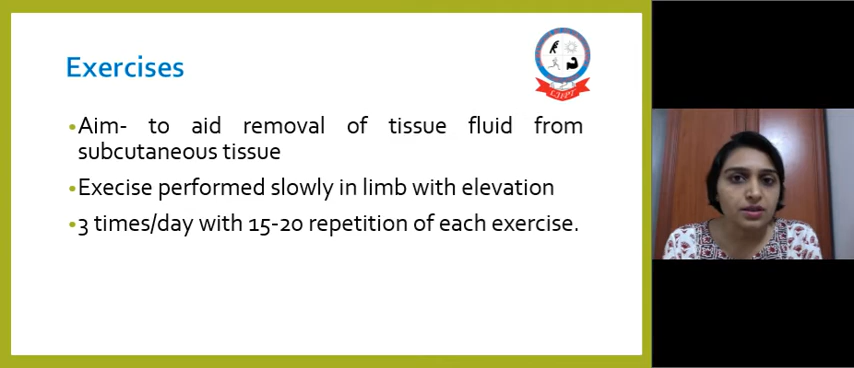 Exercises
•Aim- to aid removal of tissue fluid from
subcutaneous tissue
•Execise performed slowly in limb with elevation
•3 times/day with 15-20 repetition of each exercise.